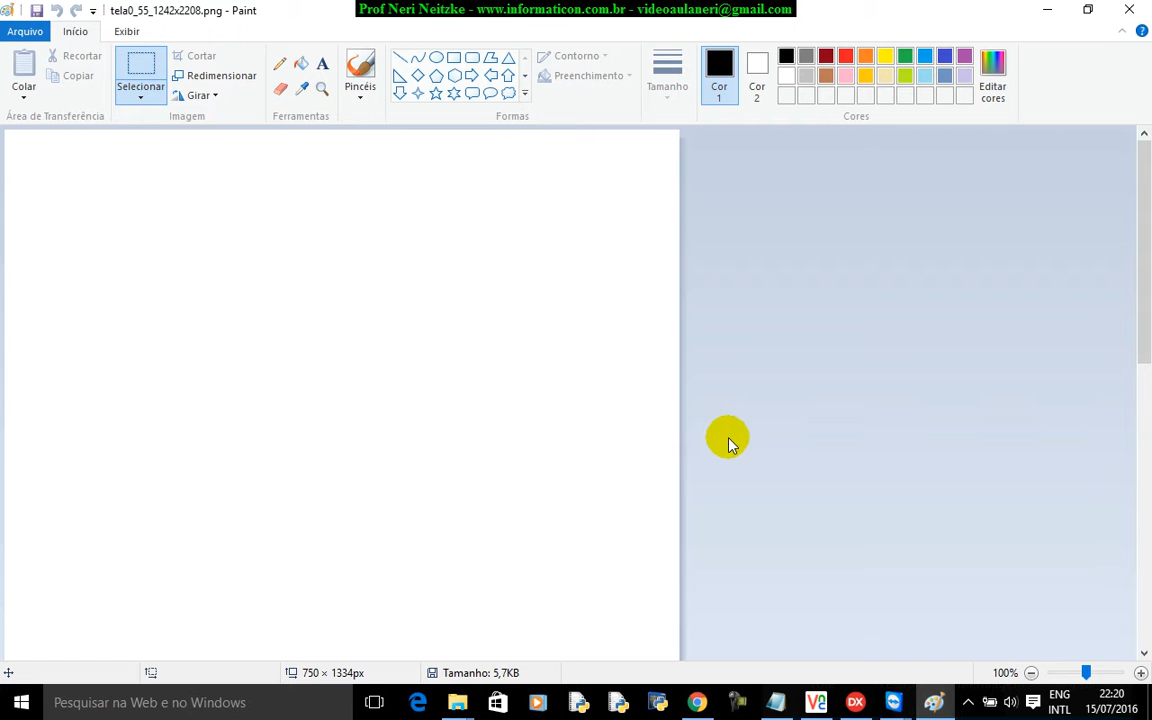 tela0_55_1242x2208.png - Paint
Prof Neri Neitzke - www.informaticon.com.br - videoaulaneri@gmail.com
Arquivo
Início
Exibir
Colar
Recortar
Copiar
Área de Transferência
Selecionar
Cortar
Redimensionar
Girar
Imagem
Ferramentas
Pincéis
Contorno
Preenchimento
Formas
Tamanho
Cor 1
Cor 2
Editar cores
Cores
750 × 1334px
Tamanho: 5,7KB
100%
Pesquisar na Web e no Windows
ENG
INTL
22:20
15/07/2016